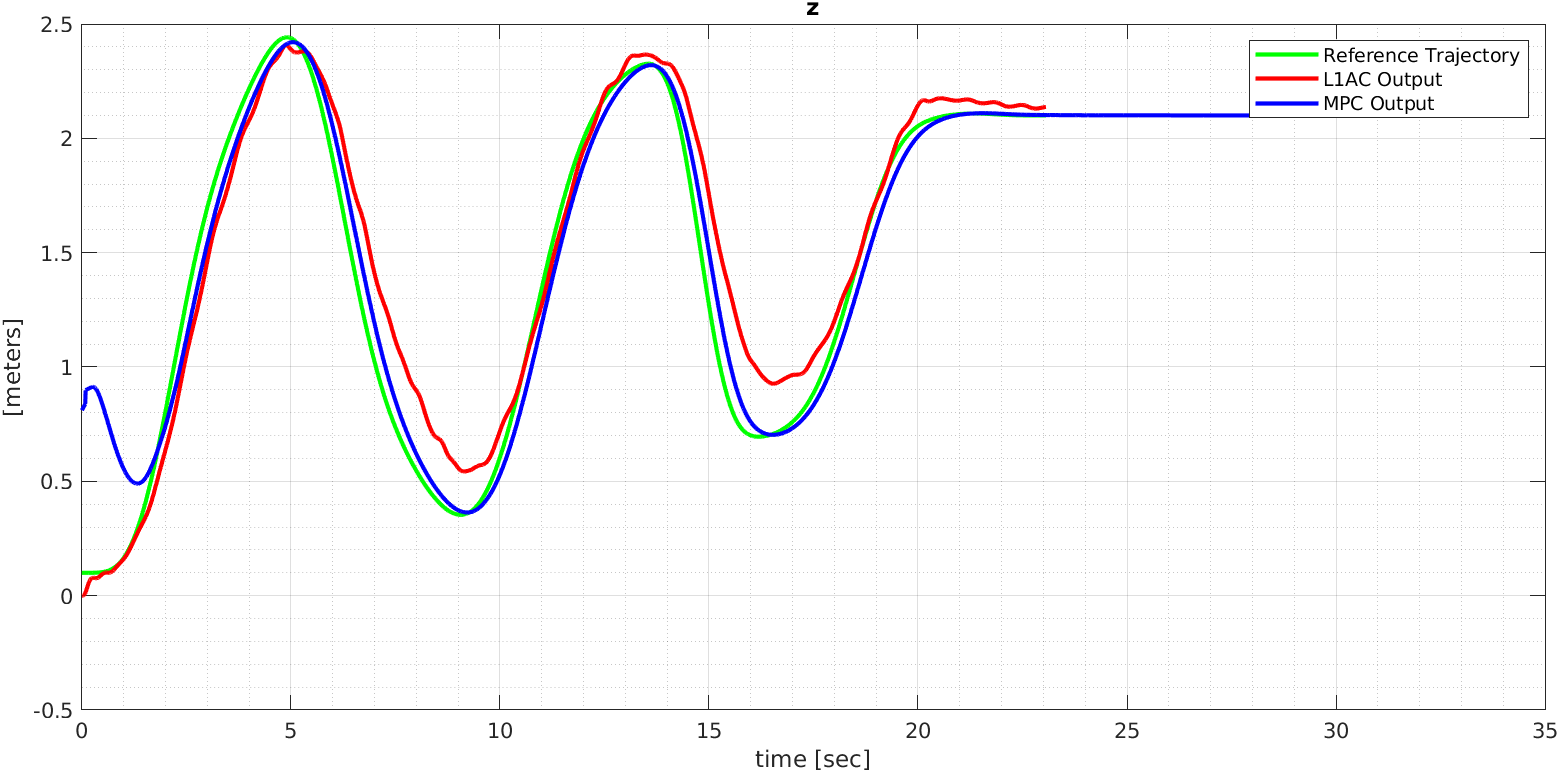 z
2.5
2
1.5
1
0.5
0
-0.5
[meters]
0 5 10 15 20 25 30 35
time [sec]
Reference Trajectory
L1AC Output
MPC Output